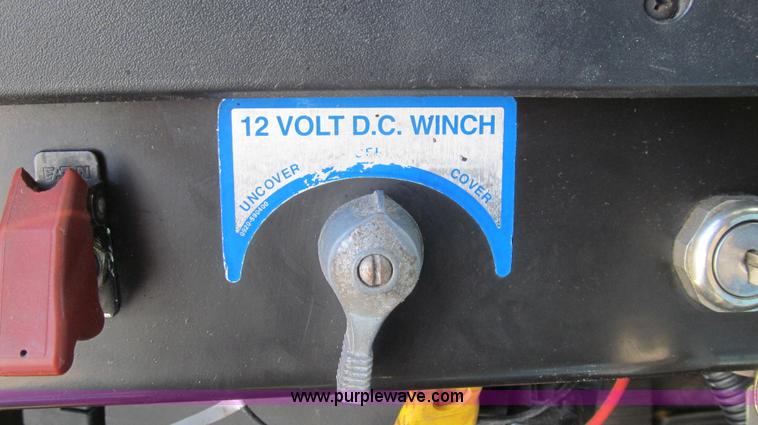 12 VOLT D.C. WINCH
UNCOVER
COVER
www.purplewave.com